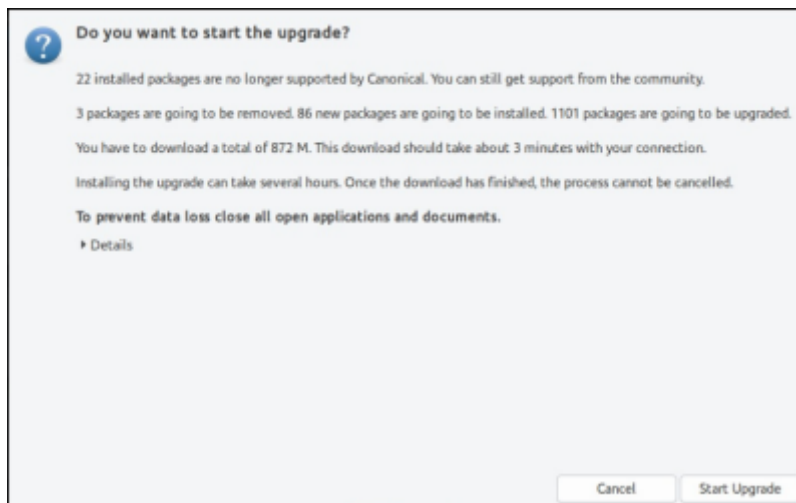 Do you want to start the upgrade?
22 installed packages are no longer supported by Canonical. You can still get support from the community.
3 packages are going to be removed. 86 new packages are going to be installed. 1101 packages are going to be upgraded.
You have to download a total of 872 M. This download should take about 3 minutes with your connection.
Installing the upgrade can take several hours. Once the download has finished, the process cannot be cancelled.
To prevent data loss close all open applications and documents.
Details
Cancel Start Upgrade